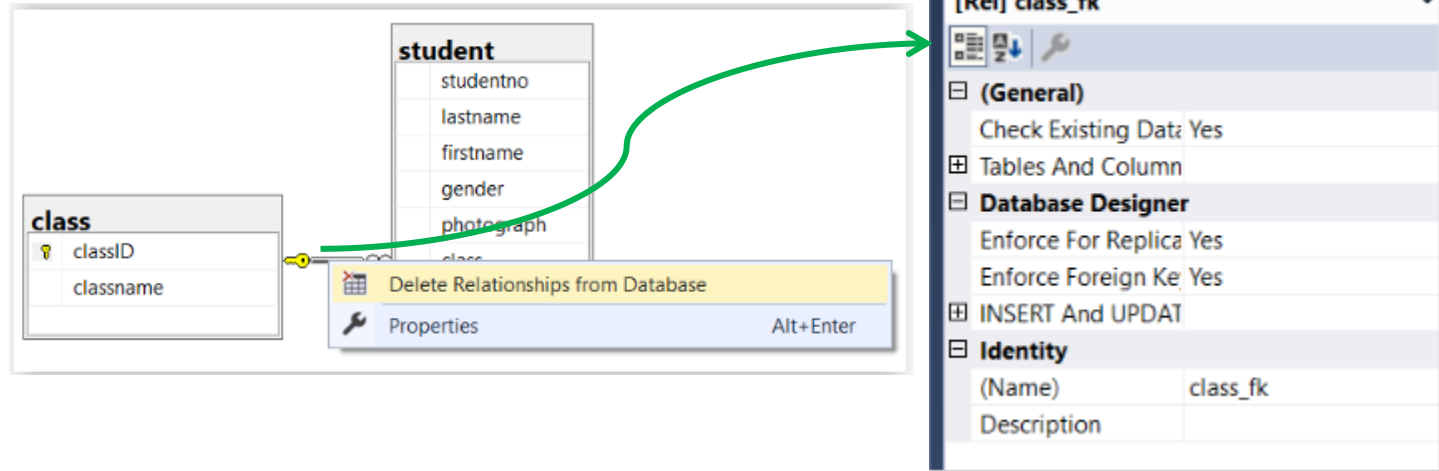 student
studentno
lastname
firstname
gender
photograph
class
class
classID
classname
Delete Relationships from Database
Properties Alt+Enter
[Rel] class_fk
(General)
Check Existing Data Yes
Tables And Column
Database Designer
Enforce For Replica Yes
Enforce Foreign Key Yes
INSERT And UPDAT
Identity
(Name) class_fk
Description